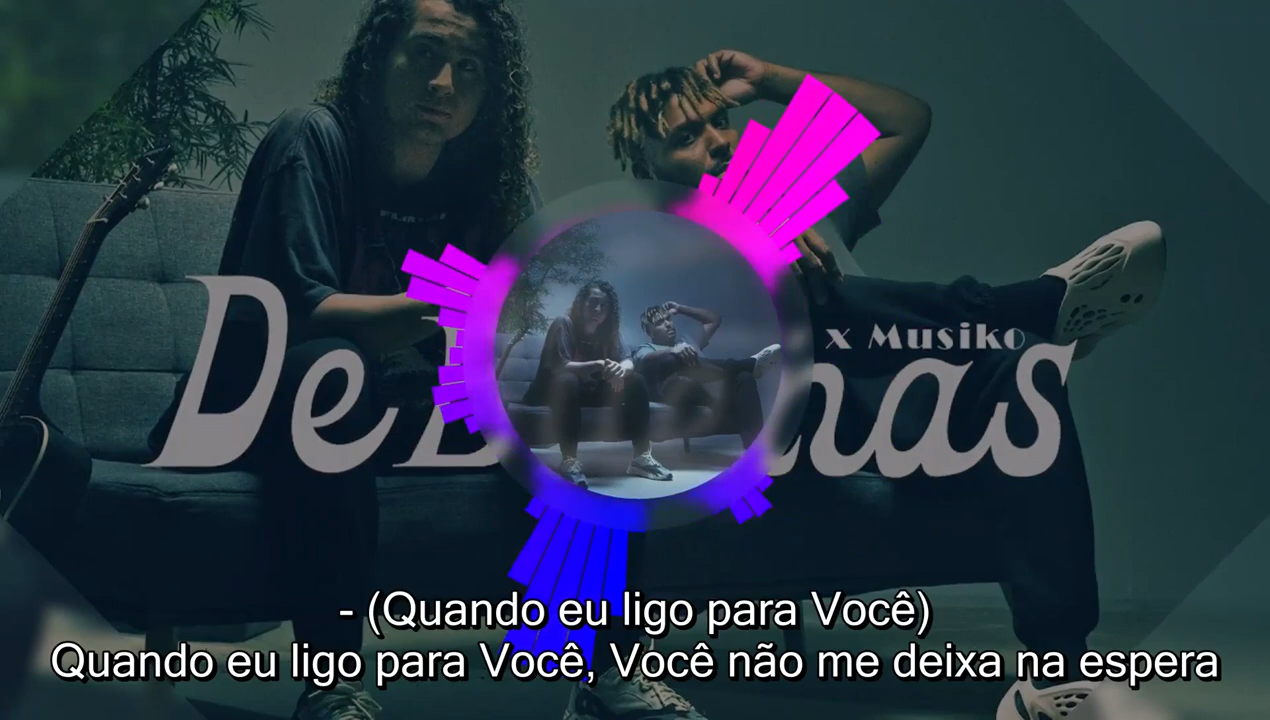 x Musiko
- (Quando eu ligo para Você)
Quando eu ligo para Você, Você não me deixa na espera